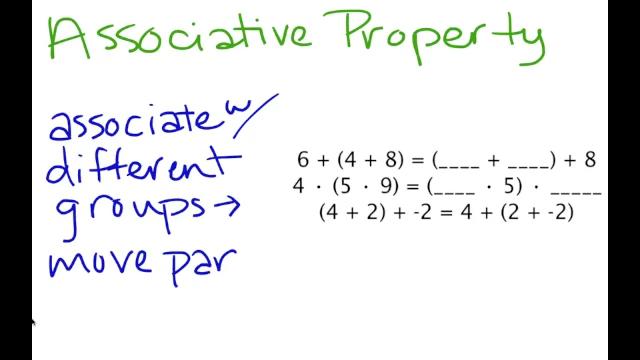 Associative Property
associate w/
different
groups →
move par
6 + (4 + 8) = (____ + ____) + 8
4 · (5 · 9) = (____ · 5) · _____
(4 + 2) + -2 = 4 + (2 + -2)